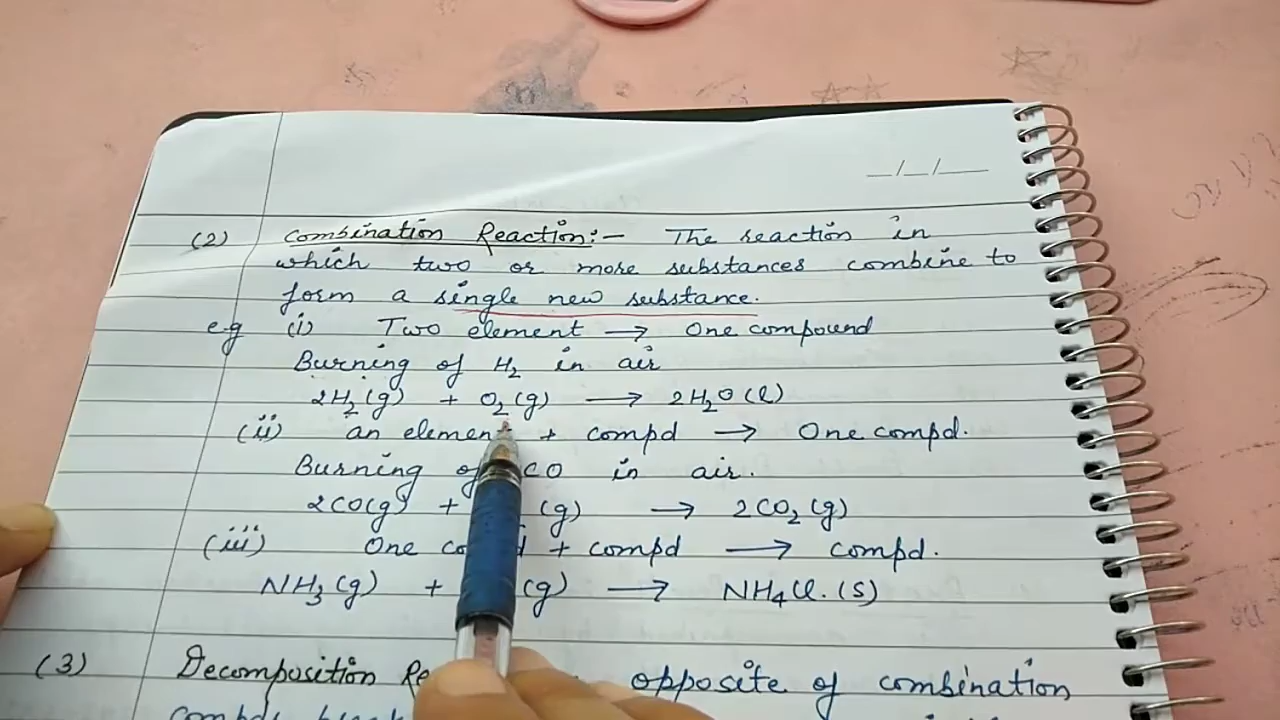 _/_/__
(2) Combination Reaction:- The reaction in
which two or more substances combine to
form a single new substance.
eg (i) Two element → One compound
Burning of H₂ in air
2H₂(g) + O₂(g) → 2H₂O(l)
(ii) an element + compd → One compd.
Burning of CO in air.
2CO(g) + (g) → 2CO₂(g)
(iii) One + compd → compd.
NH₃(g) + (g) → NH₄Cl.(s)
(3) Decomposition opposite of combination